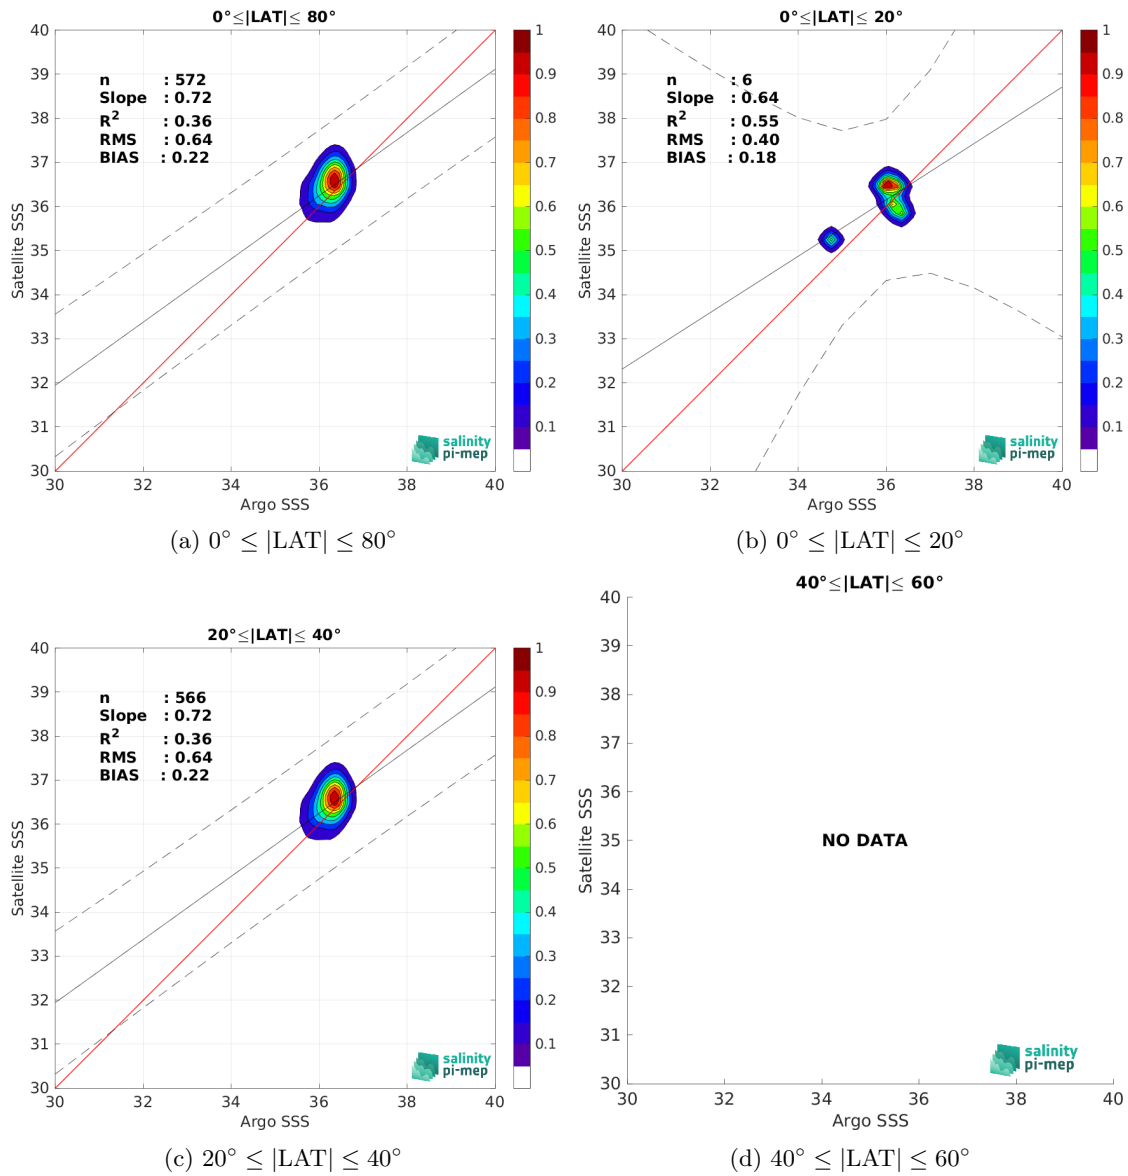 0°≤|LAT|≤ 80°
40
39
38
37
36
35
34
33
32
31
30
Satellite SSS
n : 572
Slope : 0.72
R² : 0.36
RMS : 0.64
BIAS : 0.22
salinity
pi-mep
30 32 34 36 38 40
Argo SSS
1
0.9
0.8
0.7
0.6
0.5
0.4
0.3
0.2
0.1
(a) 0° ≤ |LAT| ≤ 80°
0°≤|LAT|≤ 20°
40
39
38
37
36
35
34
33
32
31
30
Satellite SSS
n : 6
Slope : 0.64
R² : 0.55
RMS : 0.40
BIAS : 0.18
salinity
pi-mep
30 32 34 36 38 40
Argo SSS
1
0.9
0.8
0.7
0.6
0.5
0.4
0.3
0.2
0.1
(b) 0° ≤ |LAT| ≤ 20°
20°≤|LAT|≤ 40°
40
39
38
37
36
35
34
33
32
31
30
Satellite SSS
n : 566
Slope : 0.72
R² : 0.36
RMS : 0.64
BIAS : 0.22
salinity
pi-mep
30 32 34 36 38 40
Argo SSS
1
0.9
0.8
0.7
0.6
0.5
0.4
0.3
0.2
0.1
(c) 20° ≤ |LAT| ≤ 40°
40°≤|LAT|≤ 60°
40
39
38
37
36
35
34
33
32
31
30
Satellite SSS
NO DATA
salinity
pi-mep
30 32 34 36 38 40
Argo SSS
(d) 40° ≤ |LAT| ≤ 60°